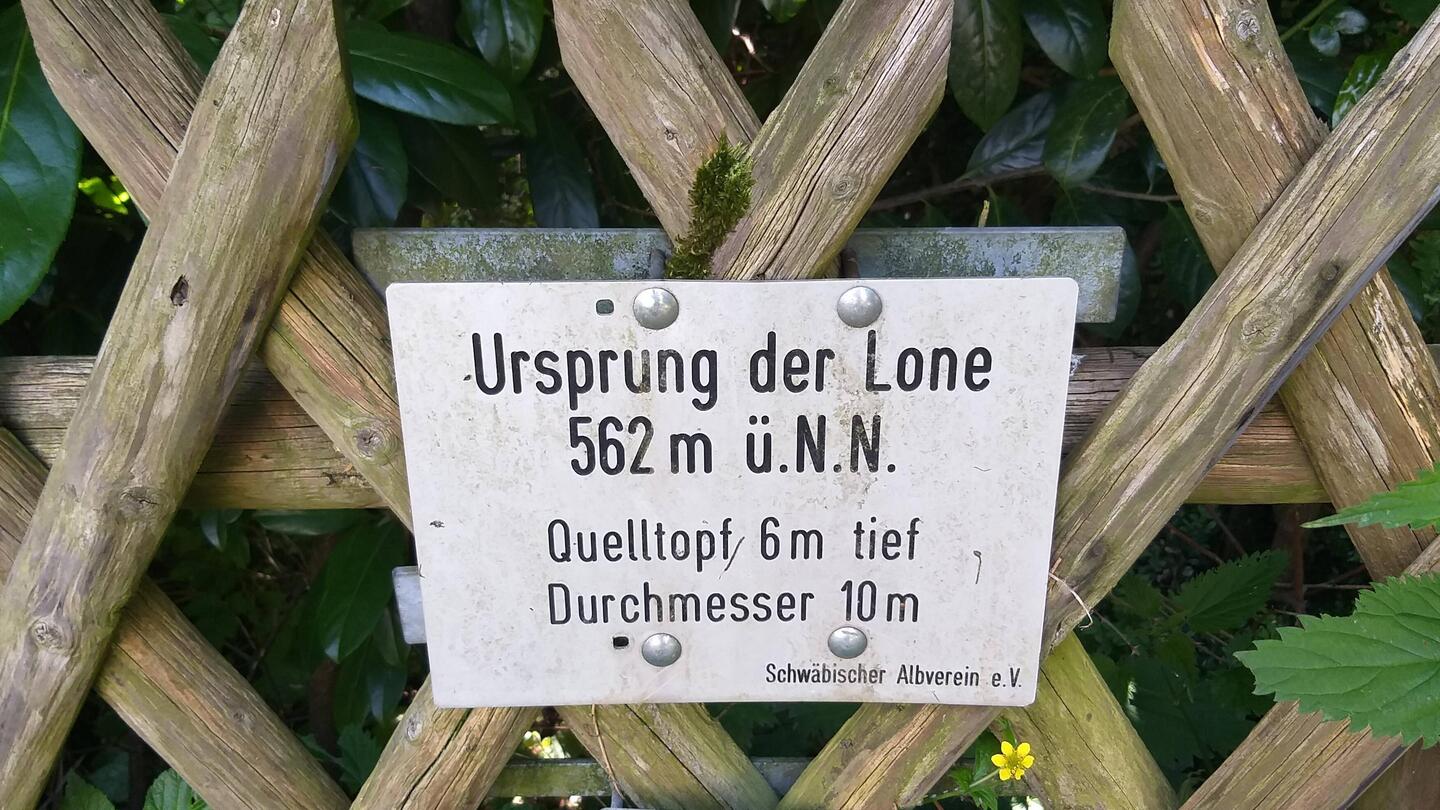 Ursprung der Lone
562 m ü.N.N.
Quelltopf 6 m tief
Durchmesser 10 m
Schwäbischer Albverein e.V.